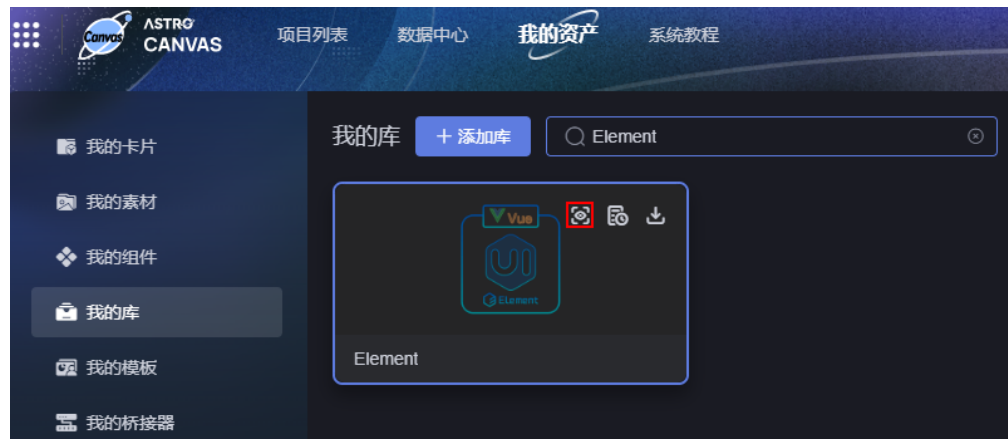 Canvas ASTRO CANVAS 项目列表 数据中心 我的资产 系统教程
我的卡片
我的素材
我的组件
我的库
我的模板
我的桥接器
我的库 + 添加库 Element
Vue
UI
ELement
Element